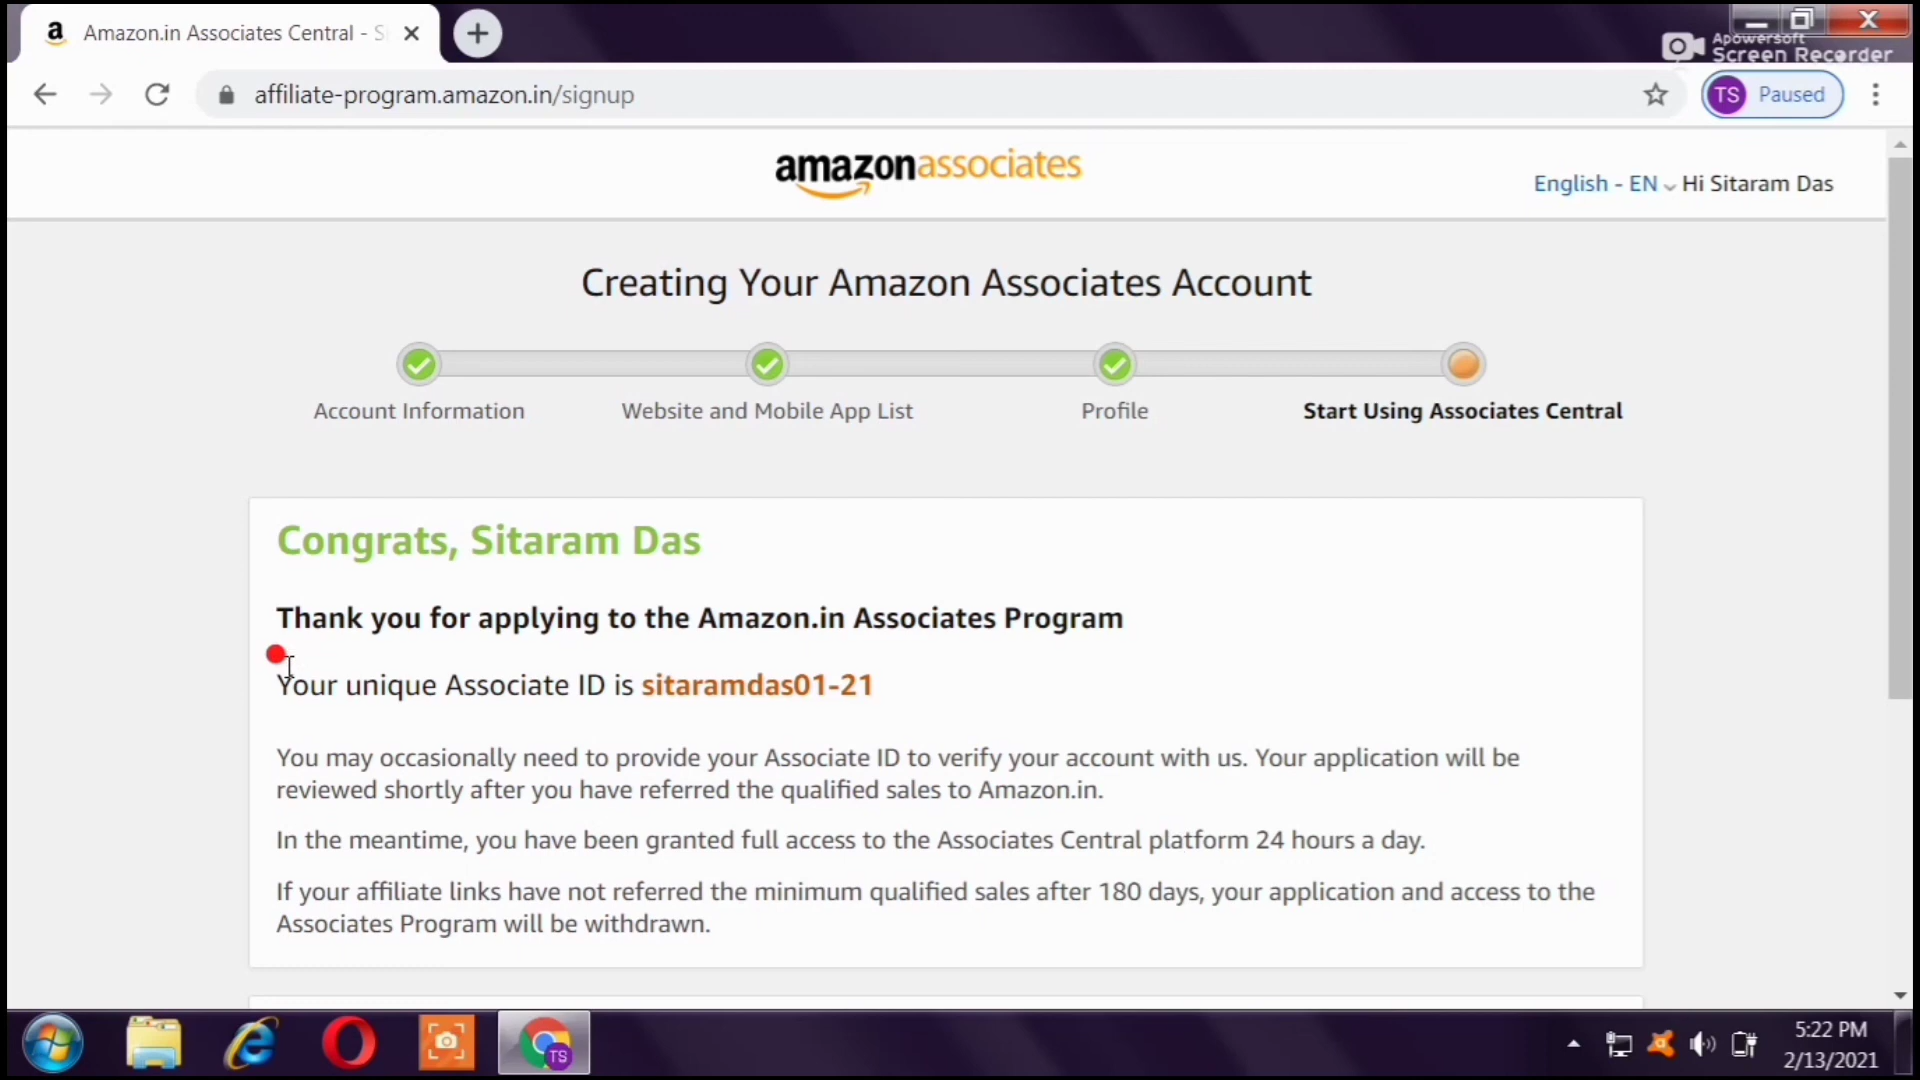 Amazon.in Associates Central - S
Apowersoft
Screen Recorder
affiliate-program.amazon.in/signup
TS Paused
amazonassociates
English - EN Hi Sitaram Das
Creating Your Amazon Associates Account
Account Information Website and Mobile App List Profile Start Using Associates Central
Congrats, Sitaram Das
Thank you for applying to the Amazon.in Associates Program
Your unique Associate ID is sitaramdas01-21
You may occasionally need to provide your Associate ID to verify your account with us. Your application will be
reviewed shortly after you have referred the qualified sales to Amazon.in.
In the meantime, you have been granted full access to the Associates Central platform 24 hours a day.
If your affiliate links have not referred the minimum qualified sales after 180 days, your application and access to the
Associates Program will be withdrawn.
TS
5:22 PM
2/13/2021